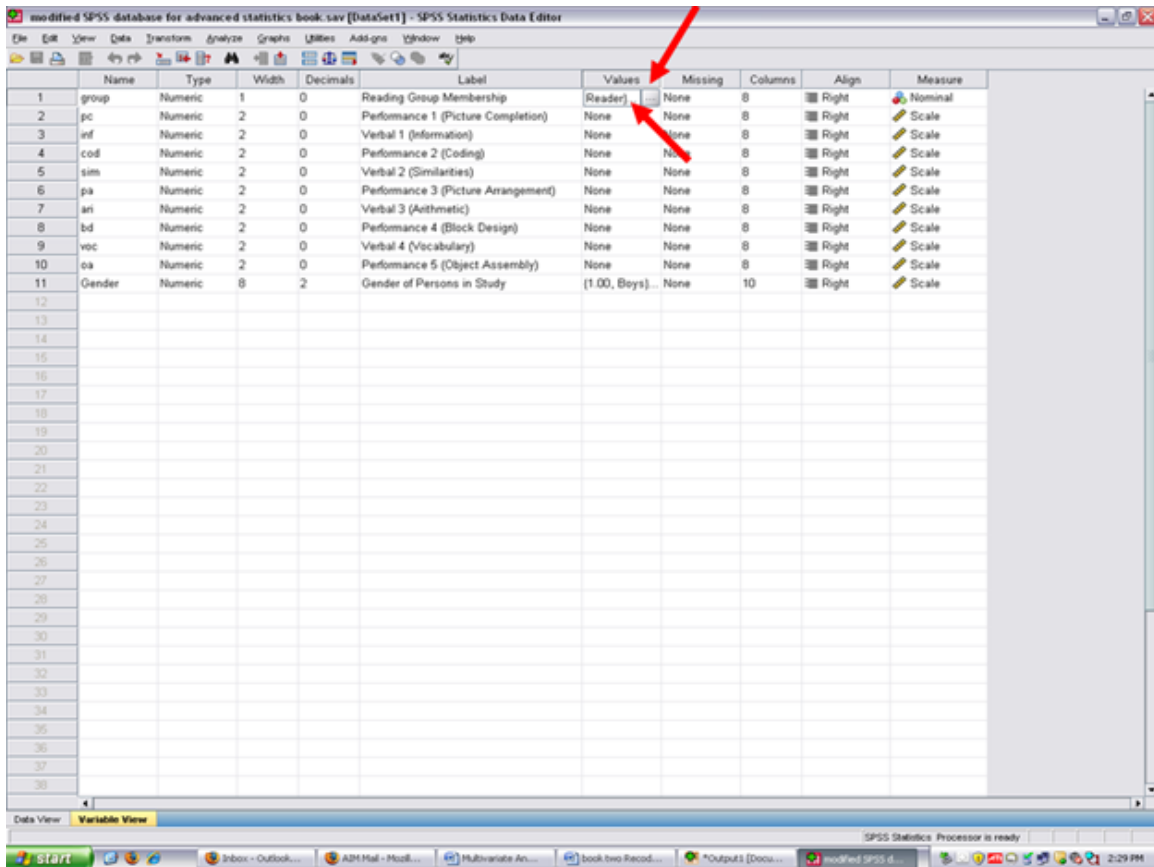 modified SPSS database for advanced statistics book.sav [DataSet1] - SPSS Statistics Data Editor
File Edit View Data Transform Analyze Graphs Utilities Add-ons Window Help
Name Type Width Decimals Label Values Missing Columns Align Measure
1 group Numeric 1 0 Reading Group Membership Reader} ... None 8 Right Nominal
2 pc Numeric 2 0 Performance 1 (Picture Completion) None None 8 Right Scale
3 inf Numeric 2 0 Verbal 1 (Information) None None 8 Right Scale
4 cod Numeric 2 0 Performance 2 (Coding) None None 8 Right Scale
5 sim Numeric 2 0 Verbal 2 (Similarities) None None 8 Right Scale
6 pa Numeric 2 0 Performance 3 (Picture Arrangement) None None 8 Right Scale
7 ari Numeric 2 0 Verbal 3 (Arithmetic) None None 8 Right Scale
8 bd Numeric 2 0 Performance 4 (Block Design) None None 8 Right Scale
9 voc Numeric 2 0 Verbal 4 (Vocabulary) None None 8 Right Scale
10 oa Numeric 2 0 Performance 5 (Object Assembly) None None 8 Right Scale
11 Gender Numeric 8 2 Gender of Persons in Study {1.00, Boys}... None 10 Right Scale
12
13
14
15
16
17
18
19
20
21
22
23
24
25
26
27
28
29
30
31
32
33
34
35
36
37
38
Data View Variable View
SPSS Statistics Processor is ready
start Inbox - Outlook... AIM Mail - Mozill... Multivariate An... book two Recod... *Output1 [Docu... modified SPSS d... 2:29 PM